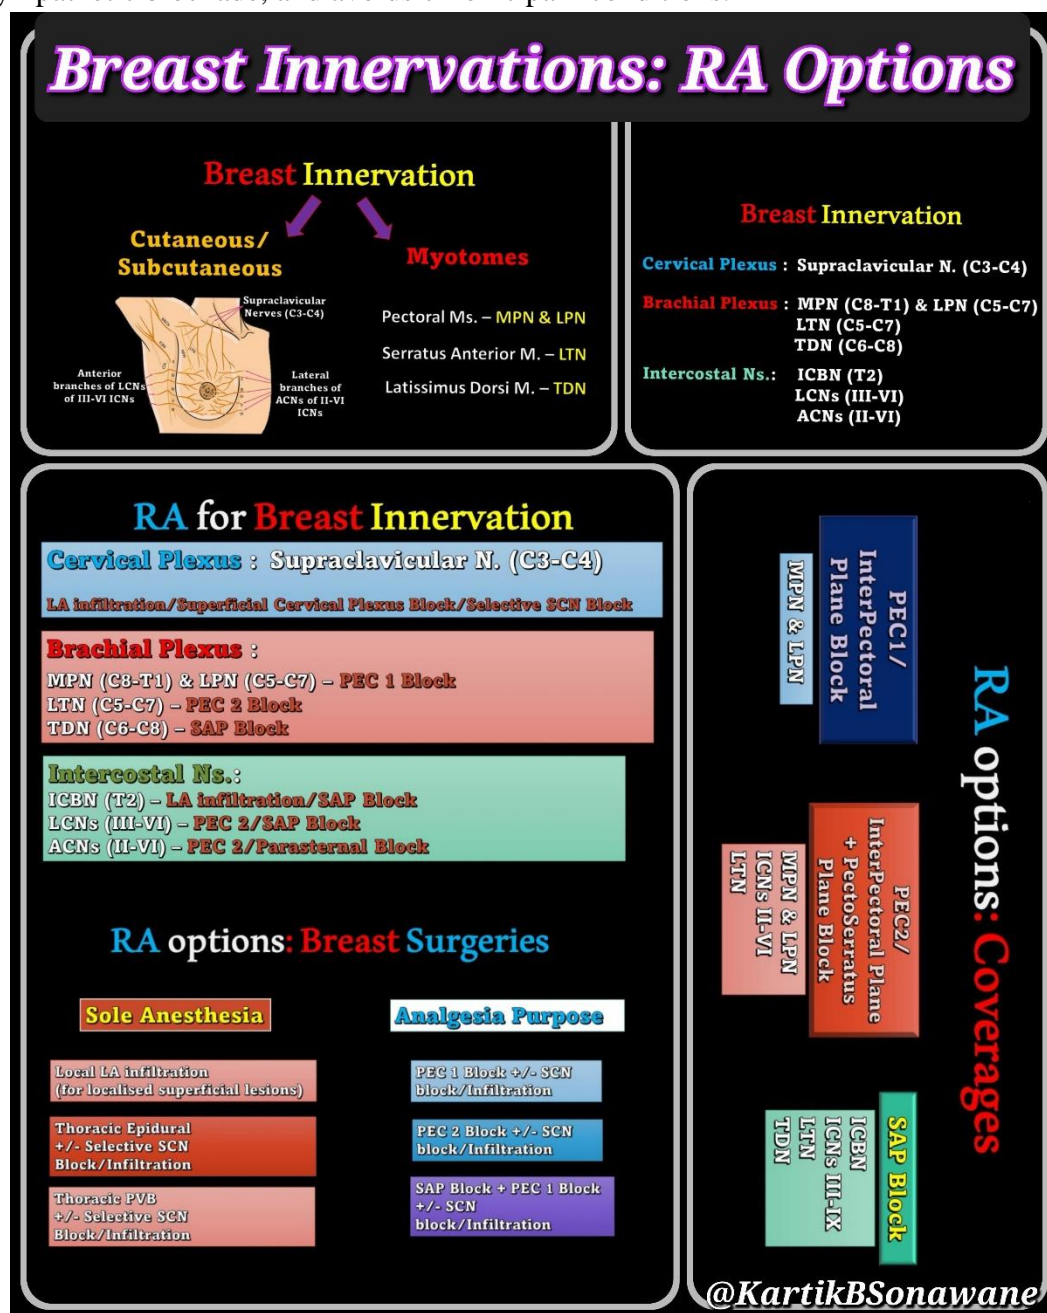 Breast Innervations: RA Options
Breast Innervation
Cutaneous/
Subcutaneous
Myotomes
Supraclavicular
Nerves (C3-C4)
Anterior
branches of LCNs
of III-VI ICNs
Lateral
branches of
ACNs of II-VI
ICNs
Pectoral Ms. – MPN & LPN
Serratus Anterior M. – LTN
Latissimus Dorsi M. – TDN
Breast Innervation
Cervical Plexus : Supraclavicular N. (C3-C4)
Brachial Plexus : MPN (C8-T1) & LPN (C5-C7)
LTN (C5-C7)
TDN (C6-C8)
Intercostal Ns.: ICBN (T2)
LCNs (III-VI)
ACNs (II-VI)
RA for Breast Innervation
Cervical Plexus : Supraclavicular N. (C3-C4)
LA infiltration/Superficial Cervical Plexus Block/Selective SCN Block
Brachial Plexus :
MPN (C8-T1) & LPN (C5-C7) – PEC 1 Block
LTN (C5-C7) – PEC 2 Block
TDN (C6-C8) – SAP Block
Intercostal Ns.:
ICBN (T2) – LA infiltration/SAP Block
LCNs (III-VI) – PEC 2/SAP Block
ACNs (II-VI) – PEC 2/Parasternal Block
RA options: Breast Surgeries
Sole Anesthesia
Local LA infiltration
(for localised superficial lesions)
Thoracic Epidural
+/- Selective SCN
Block/Infiltration
Thoracic PVB
+/- Selective SCN
Block/Infiltration
Analgesia Purpose
PEC 1 Block +/- SCN
block/Infiltration
PEC 2 Block +/- SCN
block/Infiltration
SAP Block + PEC 1 Block
+/- SCN
block/Infiltration
RA options: Coverages
PEC1/
InterPectoral
Plane Block
MPN & LPN
PEC2/
InterPectoral Plane
+ PectoSerratus
Plane Block
MPN & LPN
ICNs II-VI
LTN
SAP Block
ICBN
ICNs III-IX
LTN
TDN
@KartikBSonawane